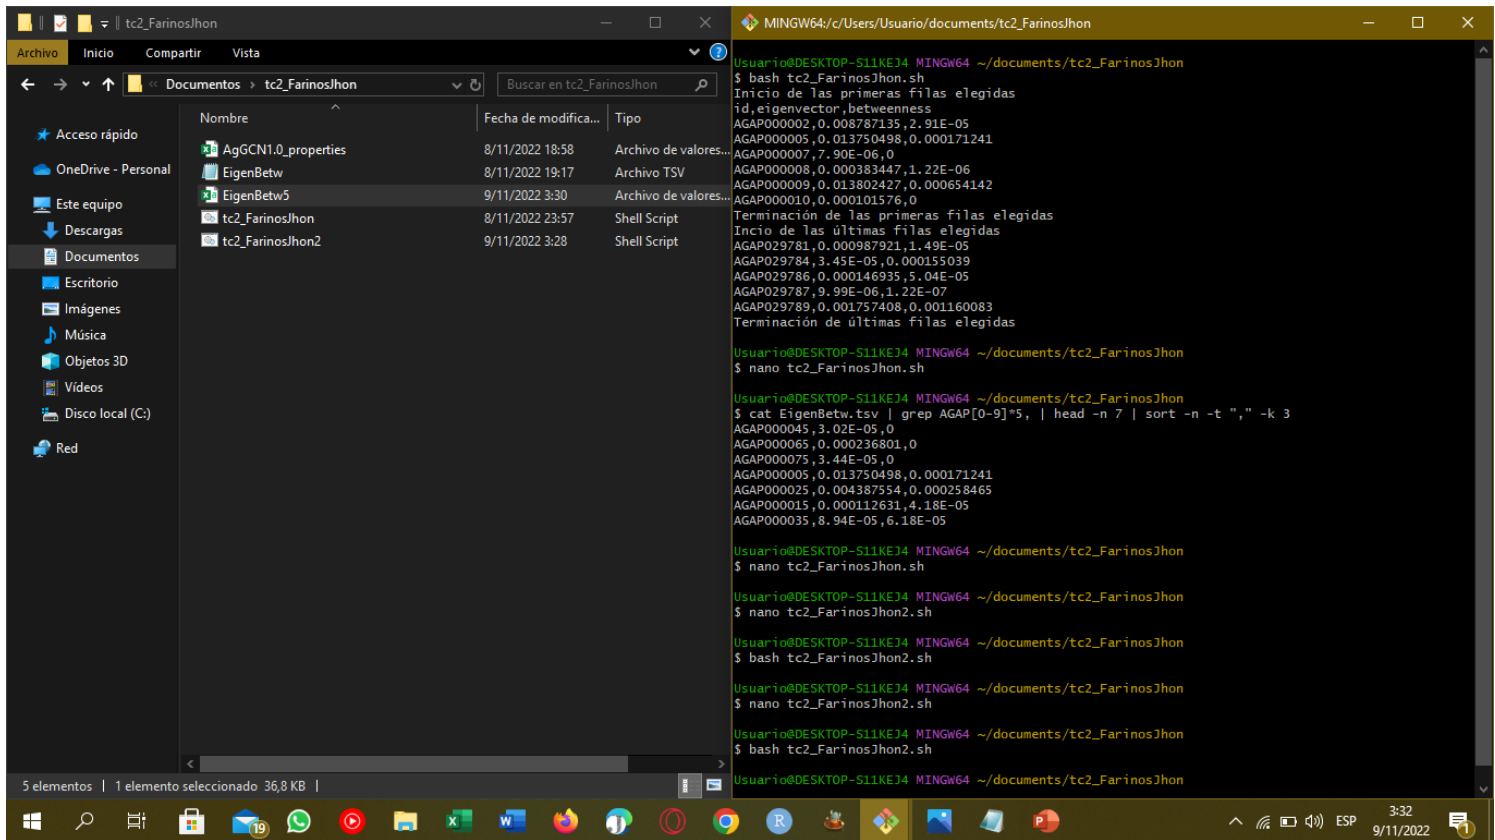 tc2_FarinosJhon
Archivo Inicio Compartir Vista
Documentos tc2_FarinosJhon
Buscar en tc2_FarinosJhon
Acceso rápido
OneDrive - Personal
Este equipo
Descargas
Documentos
Escritorio
Imágenes
Música
Objetos 3D
Vídeos
Disco local (C:)
Red
Nombre Fecha de modifica... Tipo
AgGCN1.0_properties 8/11/2022 18:58 Archivo de valores...
EigenBetw 8/11/2022 19:17 Archivo TSV
EigenBetw5 9/11/2022 3:30 Archivo de valores...
tc2_FarinosJhon 8/11/2022 23:57 Shell Script
tc2_FarinosJhon2 9/11/2022 3:28 Shell Script
5 elementos 1 elemento seleccionado 36,8 KB
MINGW64:/c/Users/Usuario/documents/tc2_FarinosJhon
Usuario@DESKTOP-S11KEJ4 MINGW64 ~/documents/tc2_FarinosJhon
$ bash tc2_FarinosJhon.sh
Inicio de las primeras filas elegidas
id,eigenvector,betweenness
AGAP000002,0.008787135,2.91E-05
AGAP000005,0.013750498,0.000171241
AGAP000007,7.90E-06,0
AGAP000008,0.000383447,1.22E-06
AGAP000009,0.013802427,0.000654142
AGAP000010,0.000101576,0
Terminación de las primeras filas elegidas
Incio de las últimas filas elegidas
AGAP029781,0.000987921,1.49E-05
AGAP029784,3.45E-05,0.000155039
AGAP029786,0.000146935,5.04E-05
AGAP029787,9.99E-06,1.22E-07
AGAP029789,0.001757408,0.001160083
Terminación de últimas filas elegidas
Usuario@DESKTOP-S11KEJ4 MINGW64 ~/documents/tc2_FarinosJhon
$ nano tc2_FarinosJhon.sh
Usuario@DESKTOP-S11KEJ4 MINGW64 ~/documents/tc2_FarinosJhon
$ cat EigenBetw.tsv | grep AGAP[0-9]*5, | head -n 7 | sort -n -t "," -k 3
AGAP000045,3.02E-05,0
AGAP000065,0.000236801,0
AGAP000075,3.44E-05,0
AGAP000005,0.013750498,0.000171241
AGAP000025,0.004387554,0.000258465
AGAP000015,0.000112631,4.18E-05
AGAP000035,8.94E-05,6.18E-05
Usuario@DESKTOP-S11KEJ4 MINGW64 ~/documents/tc2_FarinosJhon
$ nano tc2_FarinosJhon.sh
Usuario@DESKTOP-S11KEJ4 MINGW64 ~/documents/tc2_FarinosJhon
$ nano tc2_FarinosJhon2.sh
Usuario@DESKTOP-S11KEJ4 MINGW64 ~/documents/tc2_FarinosJhon
$ bash tc2_FarinosJhon2.sh
Usuario@DESKTOP-S11KEJ4 MINGW64 ~/documents/tc2_FarinosJhon
$ nano tc2_FarinosJhon2.sh
Usuario@DESKTOP-S11KEJ4 MINGW64 ~/documents/tc2_FarinosJhon
$ bash tc2_FarinosJhon2.sh
Usuario@DESKTOP-S11KEJ4 MINGW64 ~/documents/tc2_FarinosJhon
19
ESP
3:32
9/11/2022
1